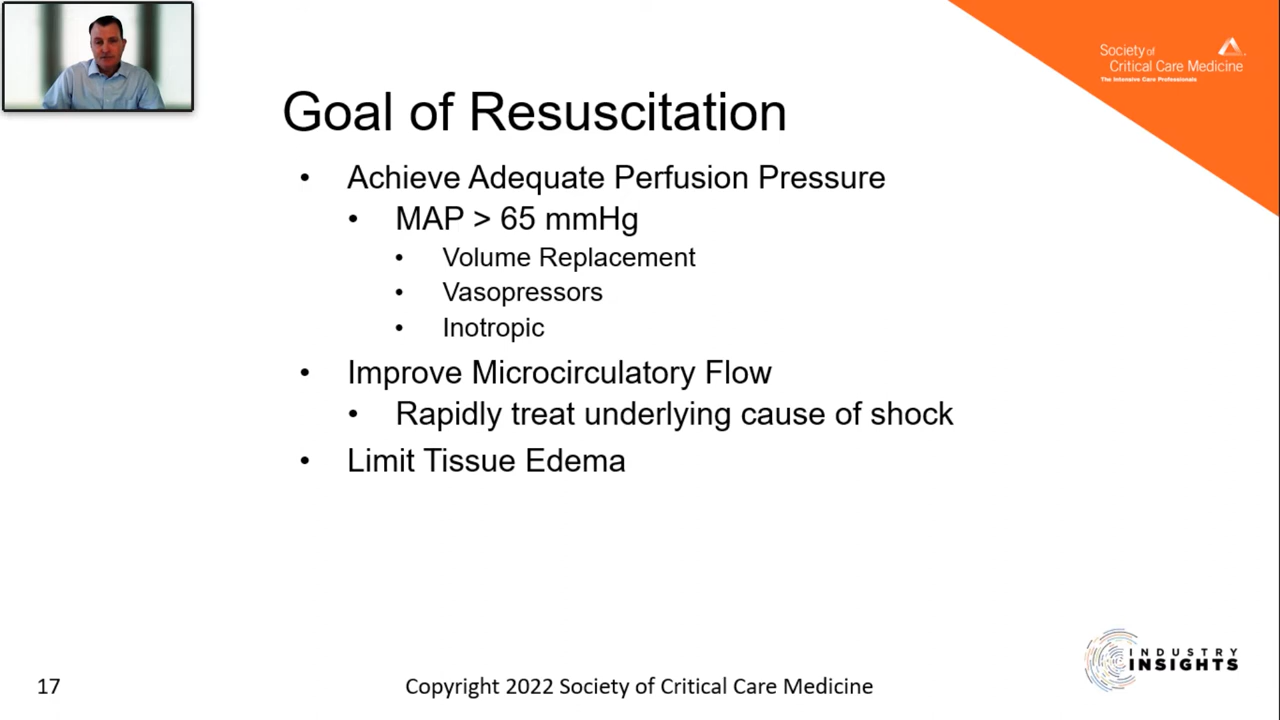 Society of
Critical Care Medicine
The Intensive Care Professionals
Goal of Resuscitation
• Achieve Adequate Perfusion Pressure
• MAP > 65 mmHg
• Volume Replacement
• Vasopressors
• Inotropic
• Improve Microcirculatory Flow
• Rapidly treat underlying cause of shock
• Limit Tissue Edema
INDUSTRY
INSIGHTS
17
Copyright 2022 Society of Critical Care Medicine